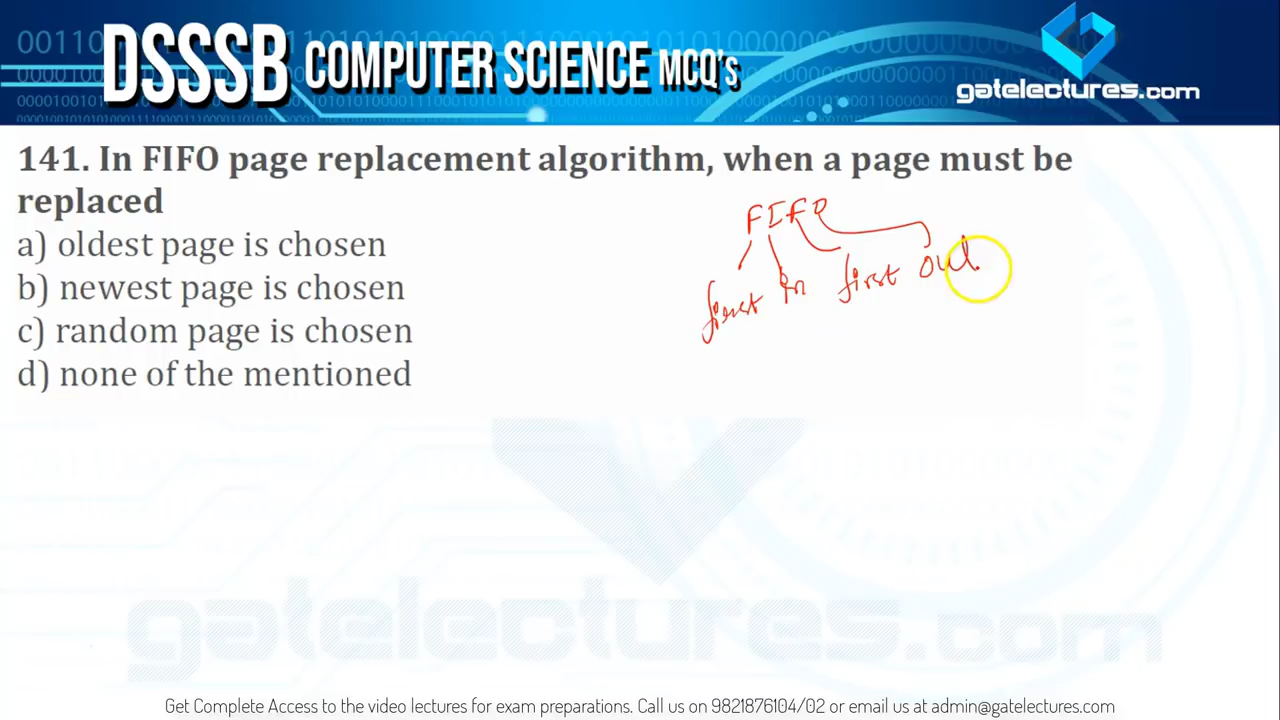 DSSSB COMPUTER SCIENCE MCQ's
gatelectures.com
141. In FIFO page replacement algorithm, when a page must be
replaced
a) oldest page is chosen
b) newest page is chosen
c) random page is chosen
d) none of the mentioned
FIFO
first in first out
gatelectures.com
Get Complete Access to the video lectures for exam preparations. Call us on 9821876104/02 or email us at admin@gatelectures.com